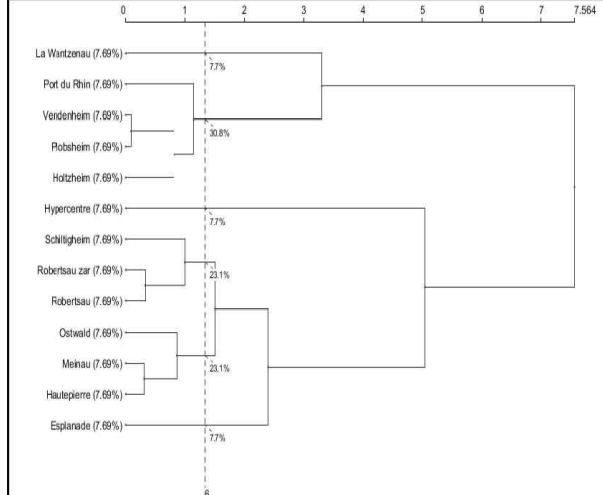 0 1 2 3 4 5 6 7 7.564
La Wantzenau (7.69%)
7.7%
Port du Rhin (7.69%)
Vendenheim (7.69%)
30.8%
Plobsheim (7.69%)
Holtzheim (7.69%)
Hypercentre (7.69%)
7.7%
Schiltigheim (7.69%)
Robertsau zar (7.69%)
23.1%
Robertsau (7.69%)
Ostwald (7.69%)
Meinau (7.69%)
23.1%
Hautepierre (7.69%)
Esplanade (7.69%)
7.7%
6